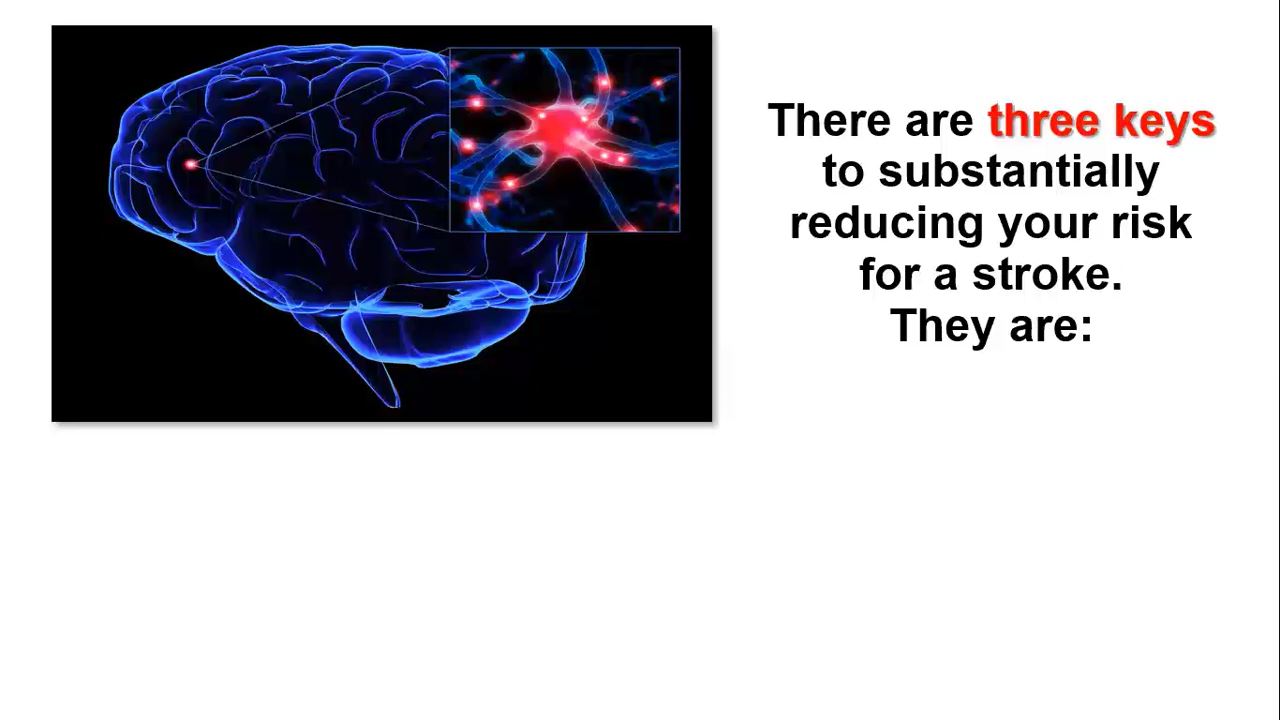 There are three keys
to substantially
reducing your risk
for a stroke.
They are: